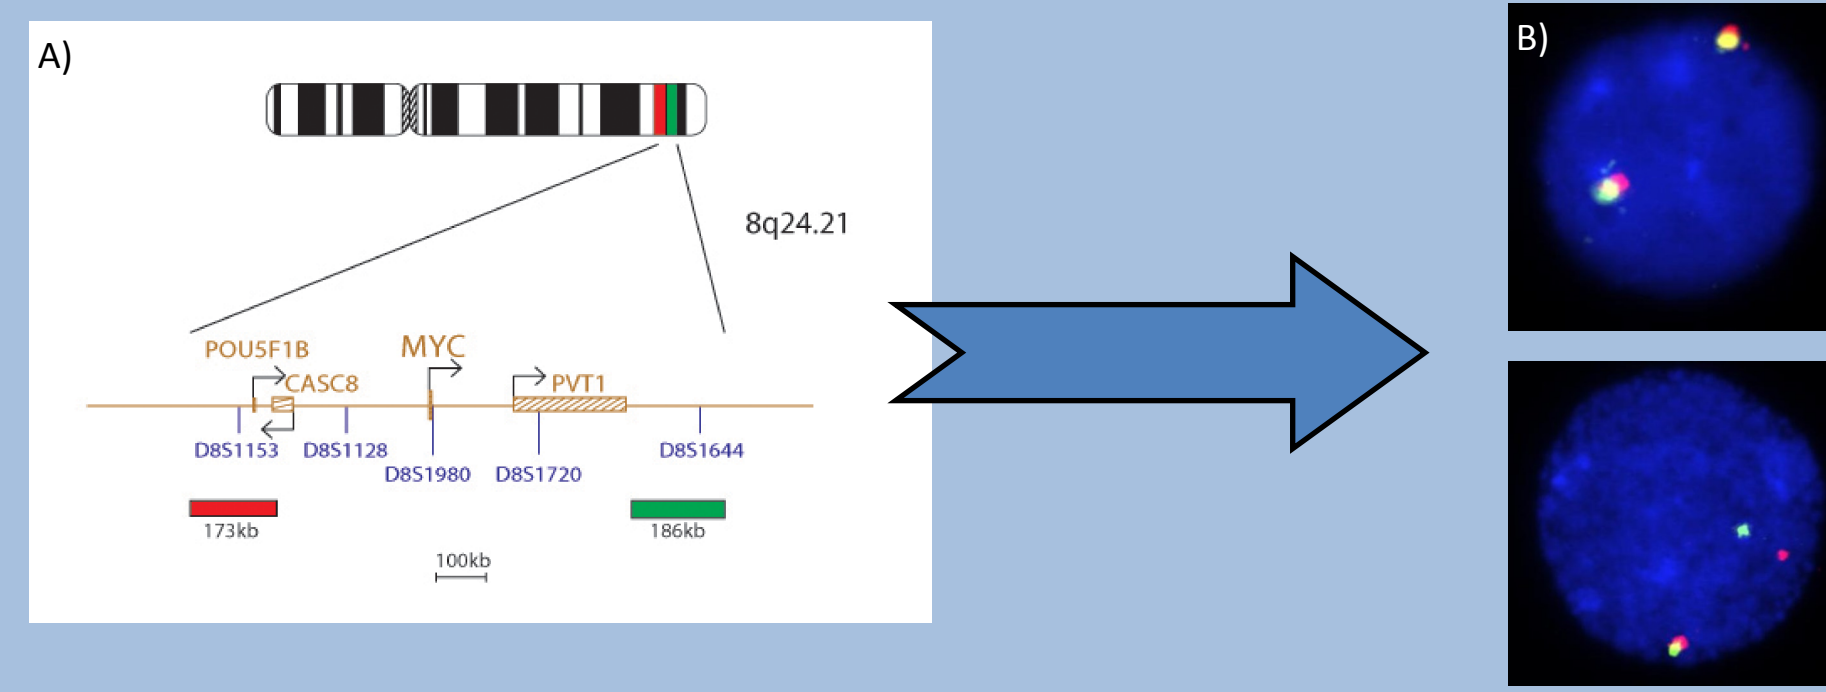 A)
B)
8q24.21
POU5F1B
MYC
CASC8
PVT1
D8S1153
D8S1128
D8S1980
D8S1720
D8S1644
173kb
186kb
100kb